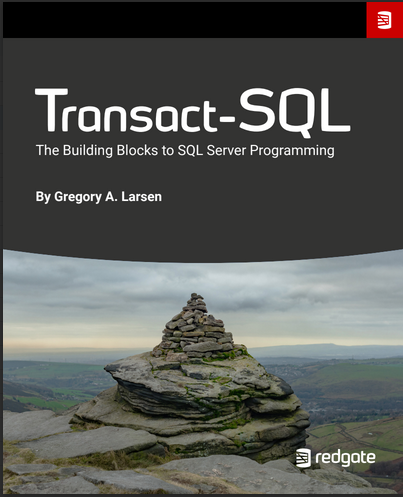 Transact-SQL
The Building Blocks to SQL Server Programming
By Gregory A. Larsen
redgate